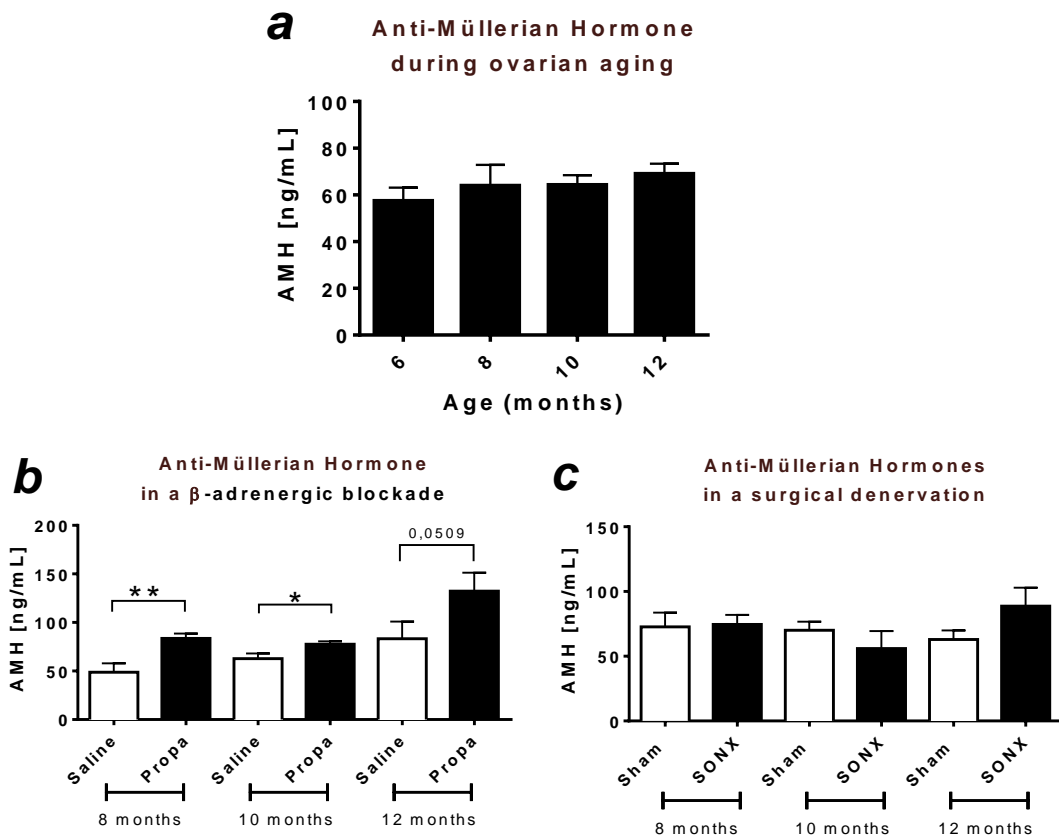 a
Anti-Müllerian Hormone
during ovarian aging
AMH [ng/mL]
100
80
60
40
20
0
6
8
10
12
Age (months)
b
Anti-Müllerian Hormone
in a β-adrenergic blockade
AMH [ng/mL]
200
150
100
50
0
**
*
0,0509
Saline
Propa
Saline
Propa
Saline
Propa
8 months
10 months
12 months
c
Anti-Müllerian Hormones
in a surgical denervation
AMH [ng/mL]
150
100
50
0
Sham
SONX
Sham
SONX
Sham
SONX
8 months
10 months
12 months